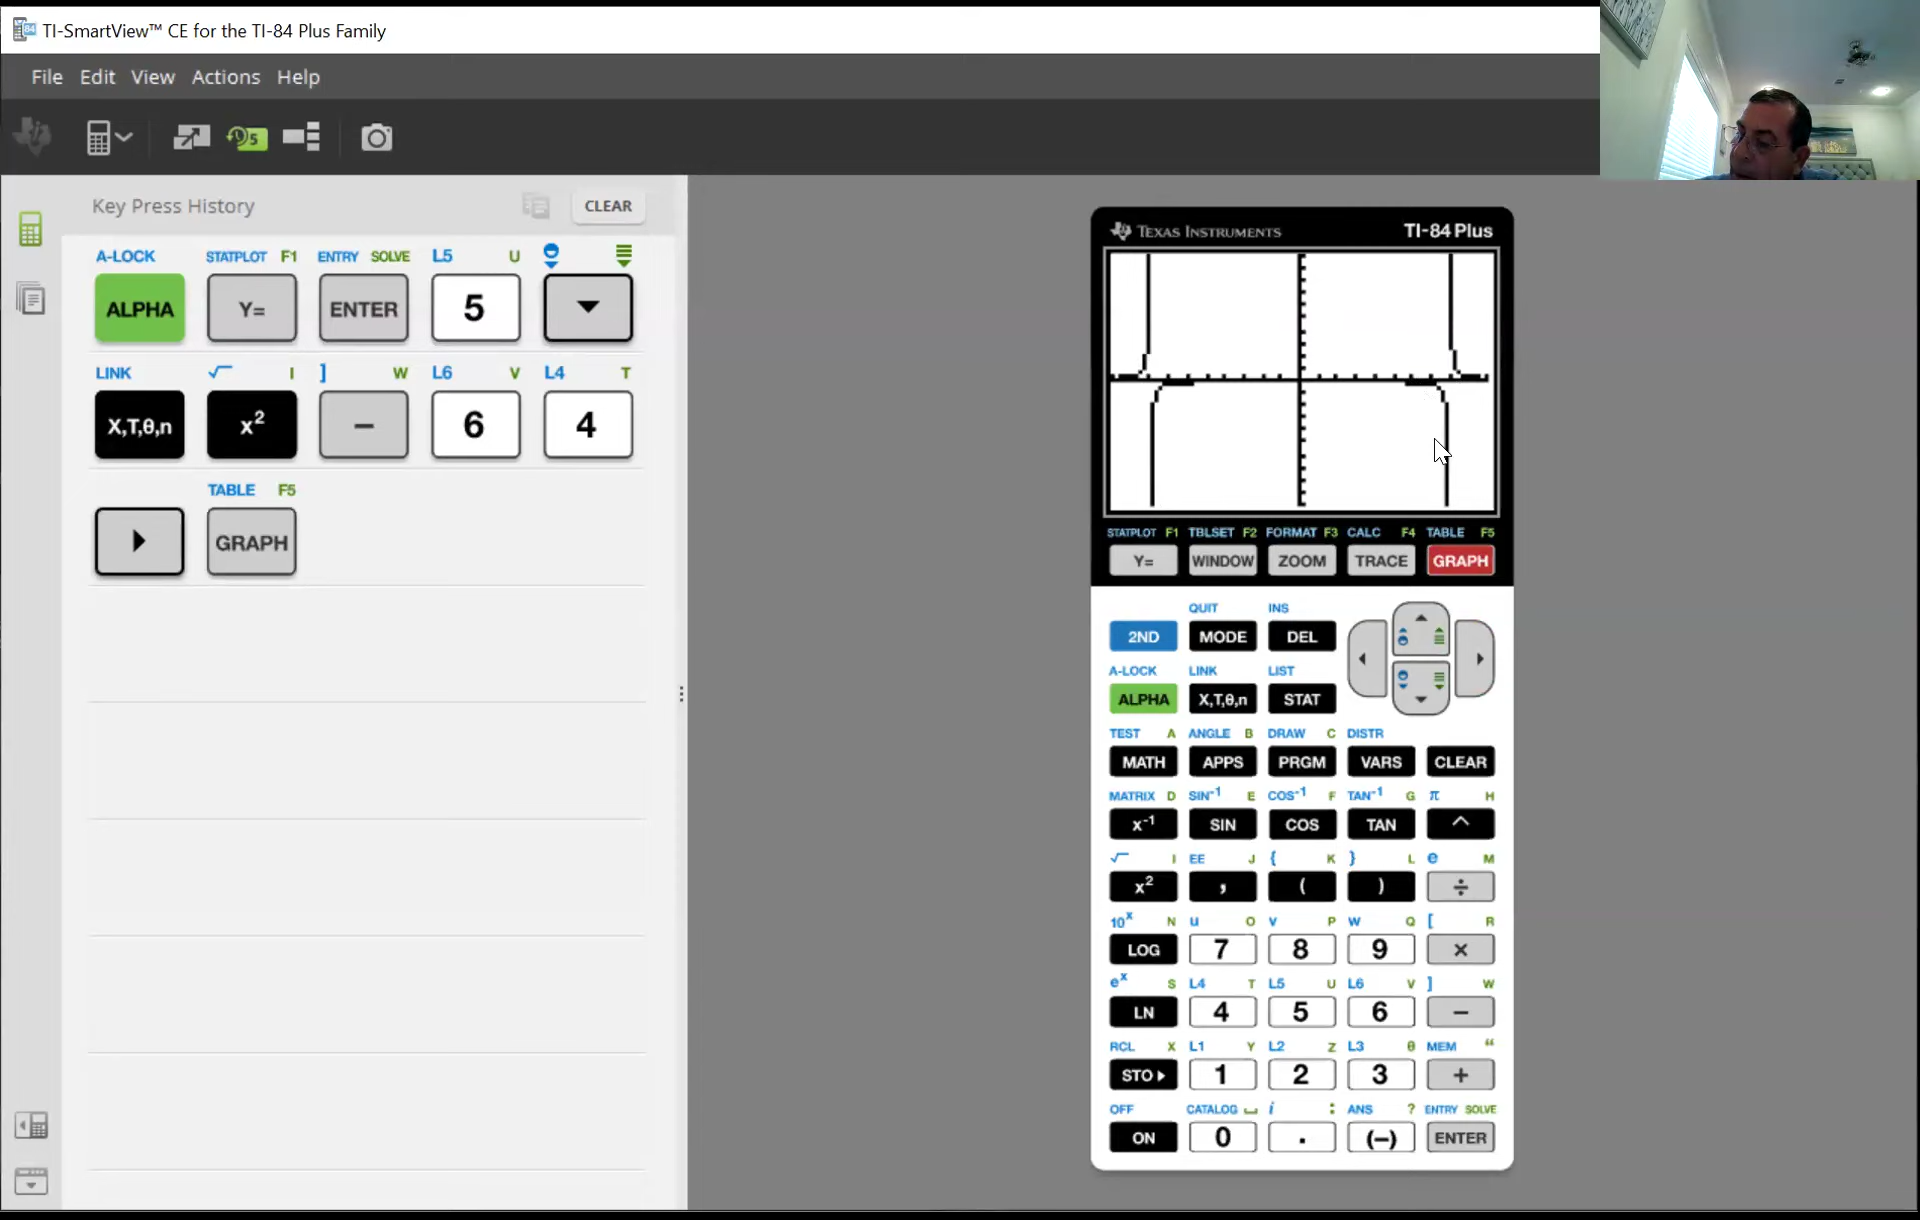 TI-SmartView™ CE for the TI-84 Plus Family
File Edit View Actions Help
5
Key Press History
CLEAR
A-LOCK STATPLOT F1 ENTRY SOLVE L5 U
ALPHA Y= ENTER 5
LINK √ I ] W L6 V L4 T
X,T,θ,n x² − 6 4
TABLE F5
GRAPH
TEXAS INSTRUMENTS TI-84 Plus
STATPLOT F1 TBLSET F2 FORMAT F3 CALC F4 TABLE F5
Y= WINDOW ZOOM TRACE GRAPH
QUIT INS
2ND MODE DEL
A-LOCK LINK LIST
ALPHA X,T,θ,n STAT
TEST A ANGLE B DRAW C DISTR
MATH APPS PRGM VARS CLEAR
MATRIX D SIN⁻¹ E COS⁻¹ F TAN⁻¹ G π H
x⁻¹ SIN COS TAN ^
√ I EE J { K } L e M
x² , ( ) ÷
10ˣ N u O v P w Q [ R
LOG 7 8 9 ×
eˣ S L4 T L5 U L6 V ] W
LN 4 5 6 −
RCL X L1 Y L2 Z L3 θ MEM “
STO▸ 1 2 3 +
OFF CATALOG ⎵ i : ANS ? ENTRY SOLVE
ON 0 . (−) ENTER